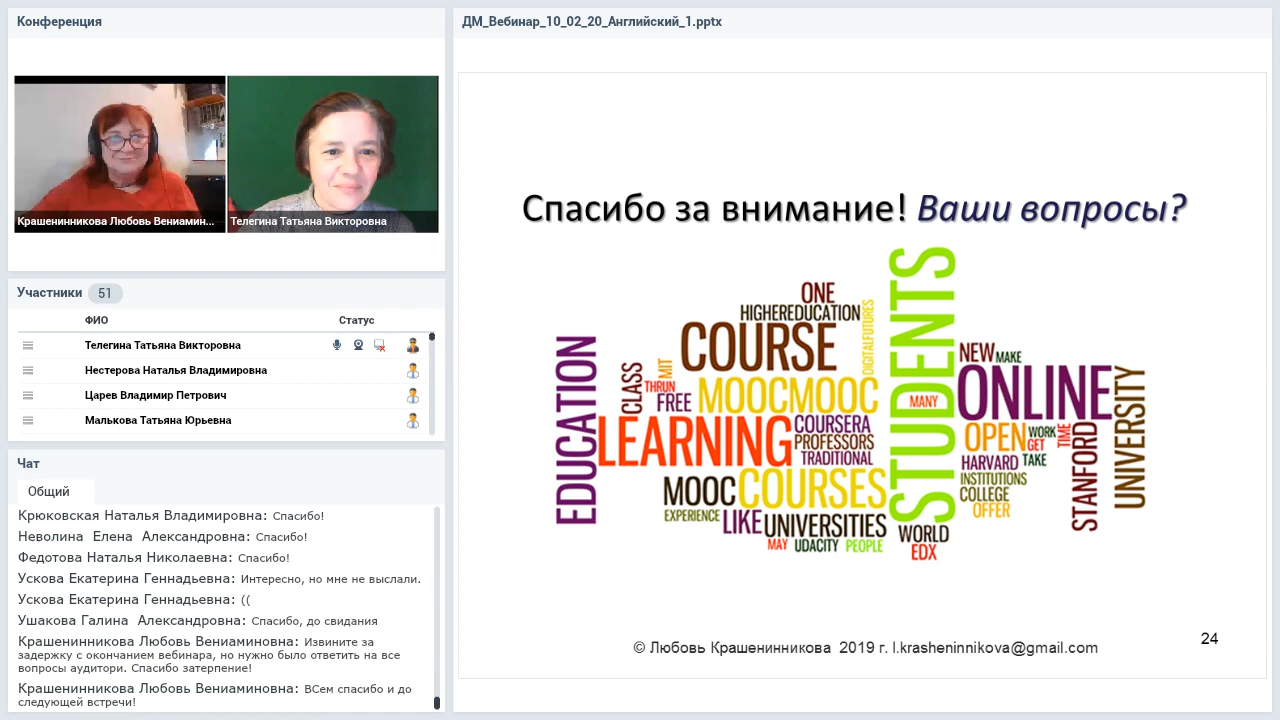 Конференция
Крашенинникова Любовь Вениамин...
Телегина Татьяна Викторовна
Участники 51
ФИО Статус
Телегина Татьяна Викторовна
Нестерова Наталья Владимировна
Царев Владимир Петрович
Малькова Татьяна Юрьевна
Чат
Общий
Крюковская Наталья Владимировна: Спасибо!
Неволина Елена Александровна: Спасибо!
Федотова Наталья Николаевна: Спасибо!
Ускова Екатерина Геннадьевна: Интересно, но мне не выслали.
Ускова Екатерина Геннадьевна: ((
Ушакова Галина Александровна: Спасибо, до свидания
Крашенинникова Любовь Вениаминовна: Извините за
задержку с окончанием вебинара, но нужно было ответить на все
вопросы аудитори. Спасибо затерпение!
Крашенинникова Любовь Вениаминовна: ВСем спасибо и до
следующей встречи!
ДМ_Вебинар_10_02_20_Английский_1.pptx
Спасибо за внимание! Ваши вопросы?
EDUCATION
CLASS
MIT
THRUN
FREE
LEARNING
ONE
HIGHEREDUCATION
COURSE
DIGITALFUTURES
MOOCMOOC
COURSERA
PROFESSORS
TRADITIONAL
MOOC
COURSES
EXPERIENCE
LIKE
UNIVERSITIES
MAY
UDACITY
PEOPLE
STUDENTS
MANY
WORLD
EDX
NEW
MAKE
ONLINE
OPEN
WORK
GET
TIME
HARVARD
TAKE
INSTITUTIONS
COLLEGE
OFFER
STANFORD
UNIVERSITY
© Любовь Крашенинникова 2019 г. l.krasheninnikova@gmail.com
24